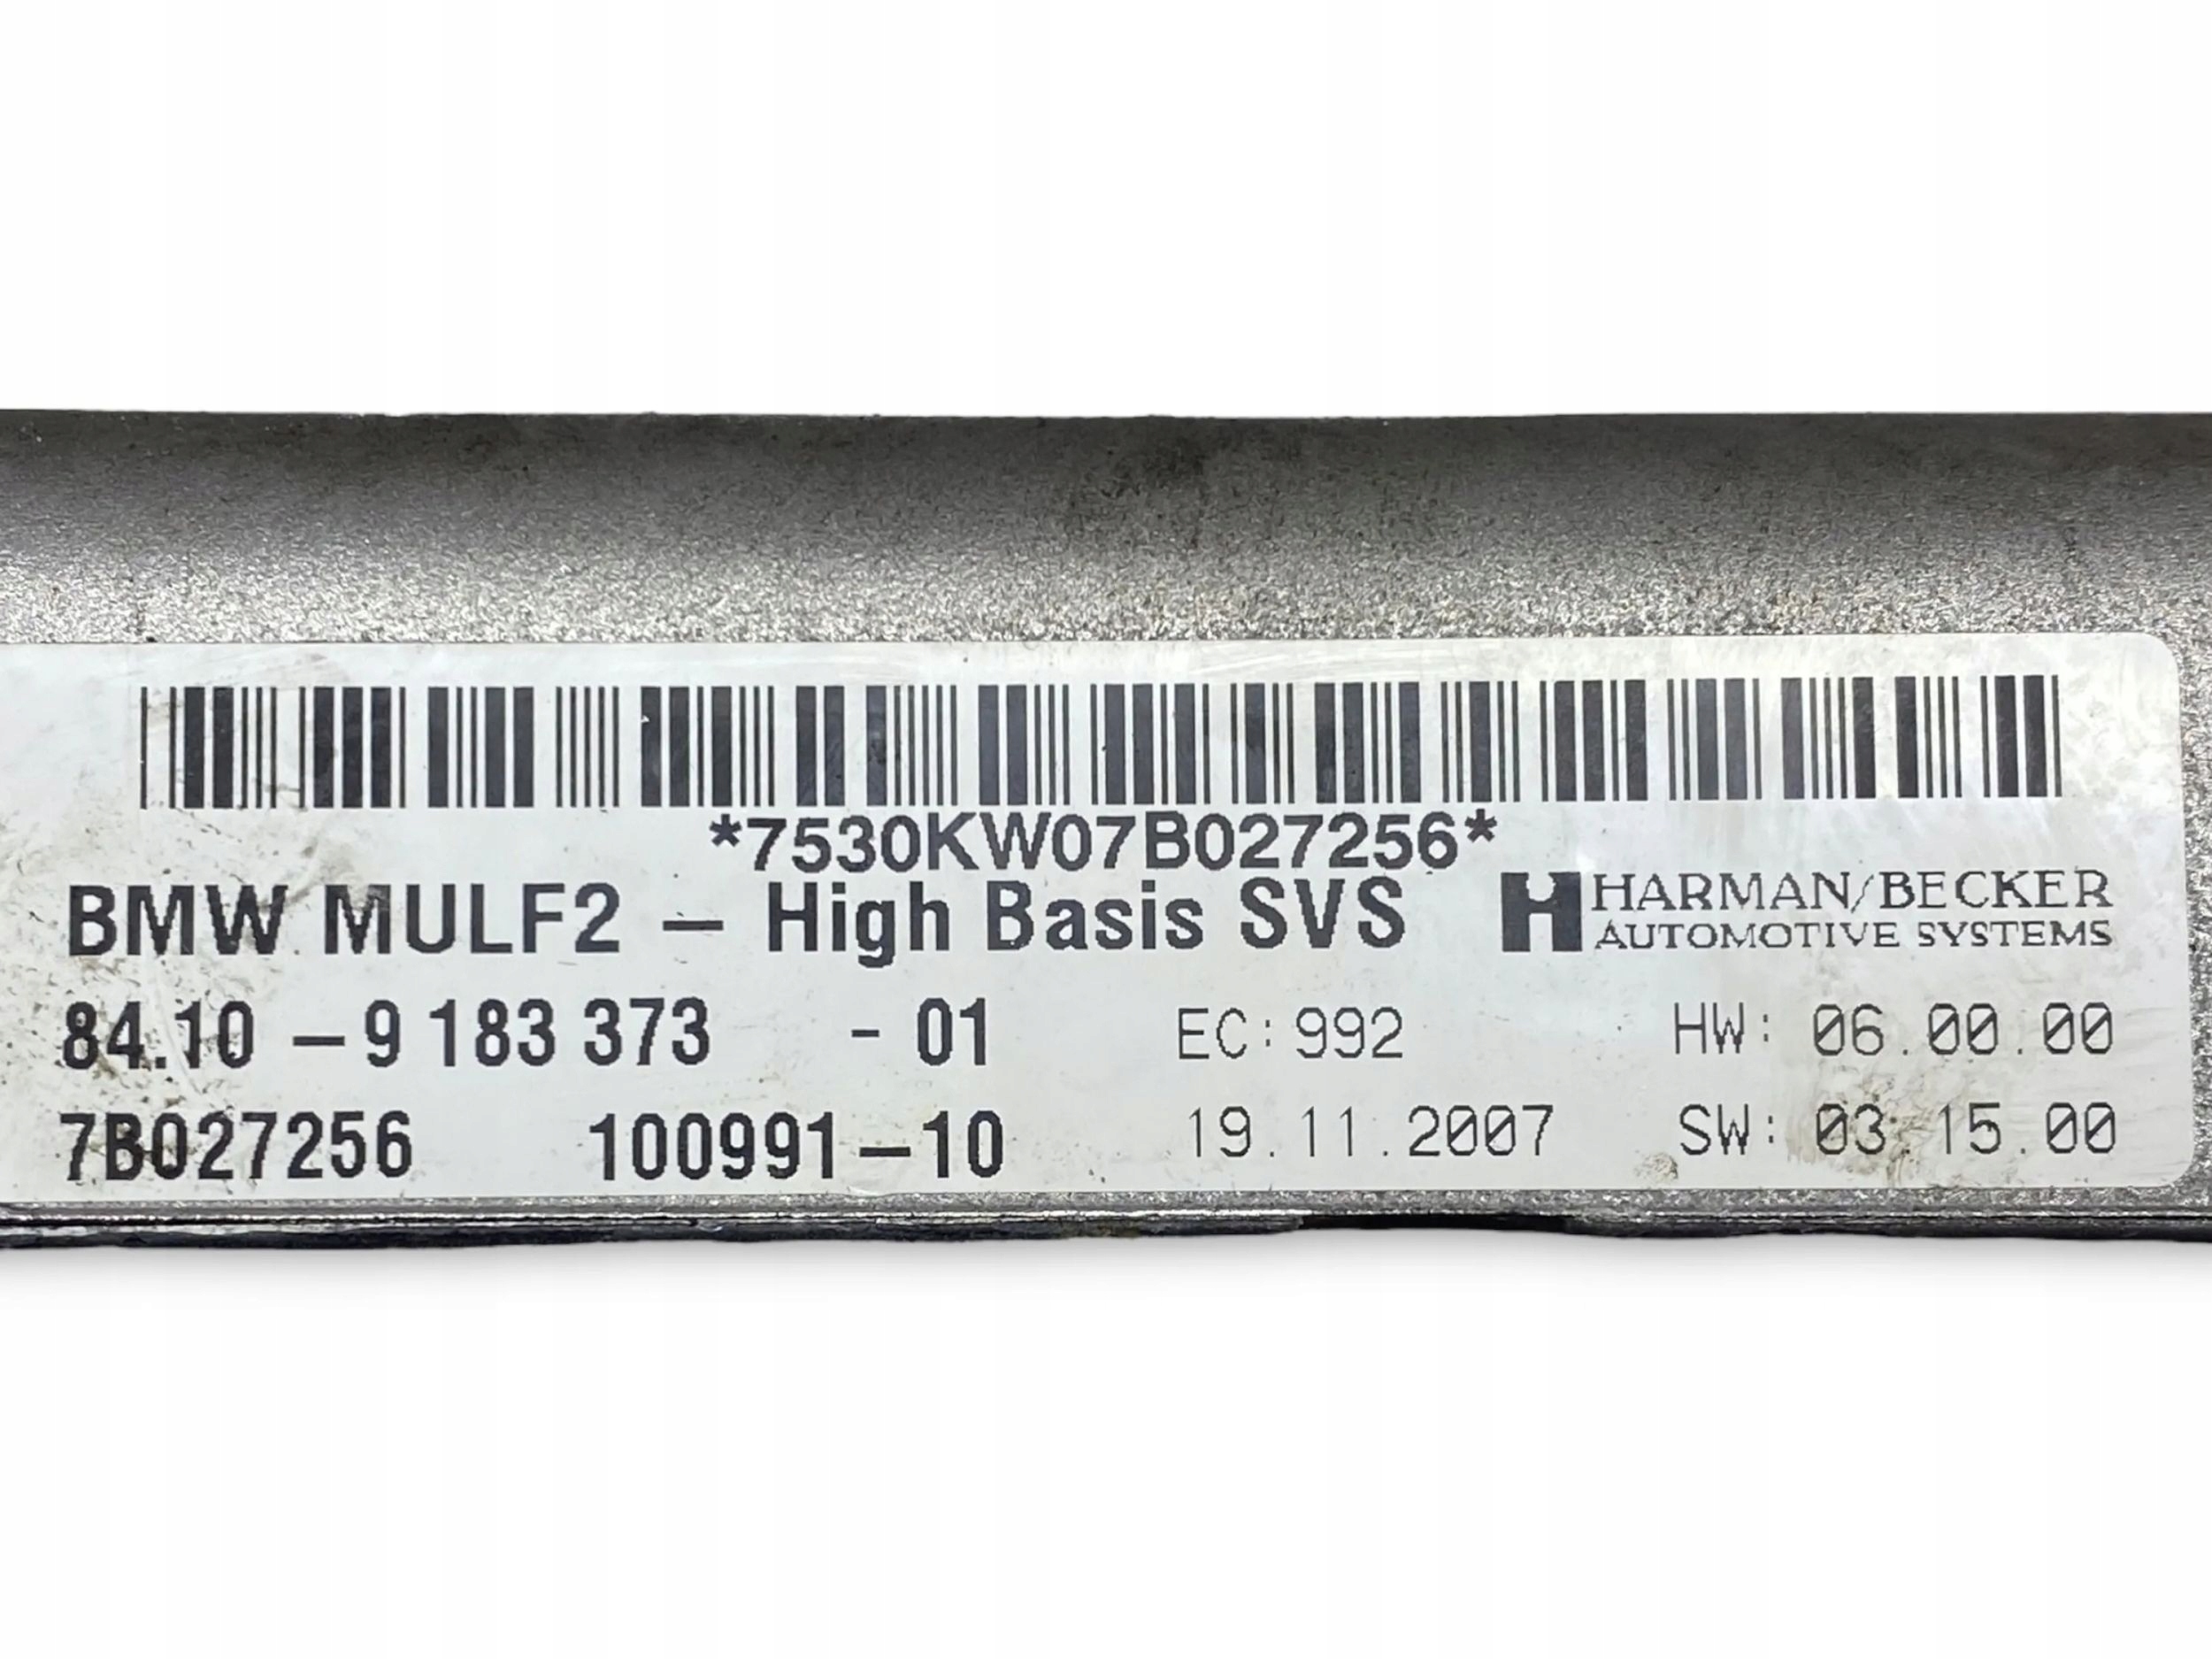 *7530KW07B027256*
BMW MULF2 – High Basis SVS
HARMAN/BECKER
AUTOMOTIVE SYSTEMS
84.10 – 9 183 373 - 01 EC: 992 HW: 06.00.00
7B027256 100991–10 19.11.2007 SW: 03.15.00